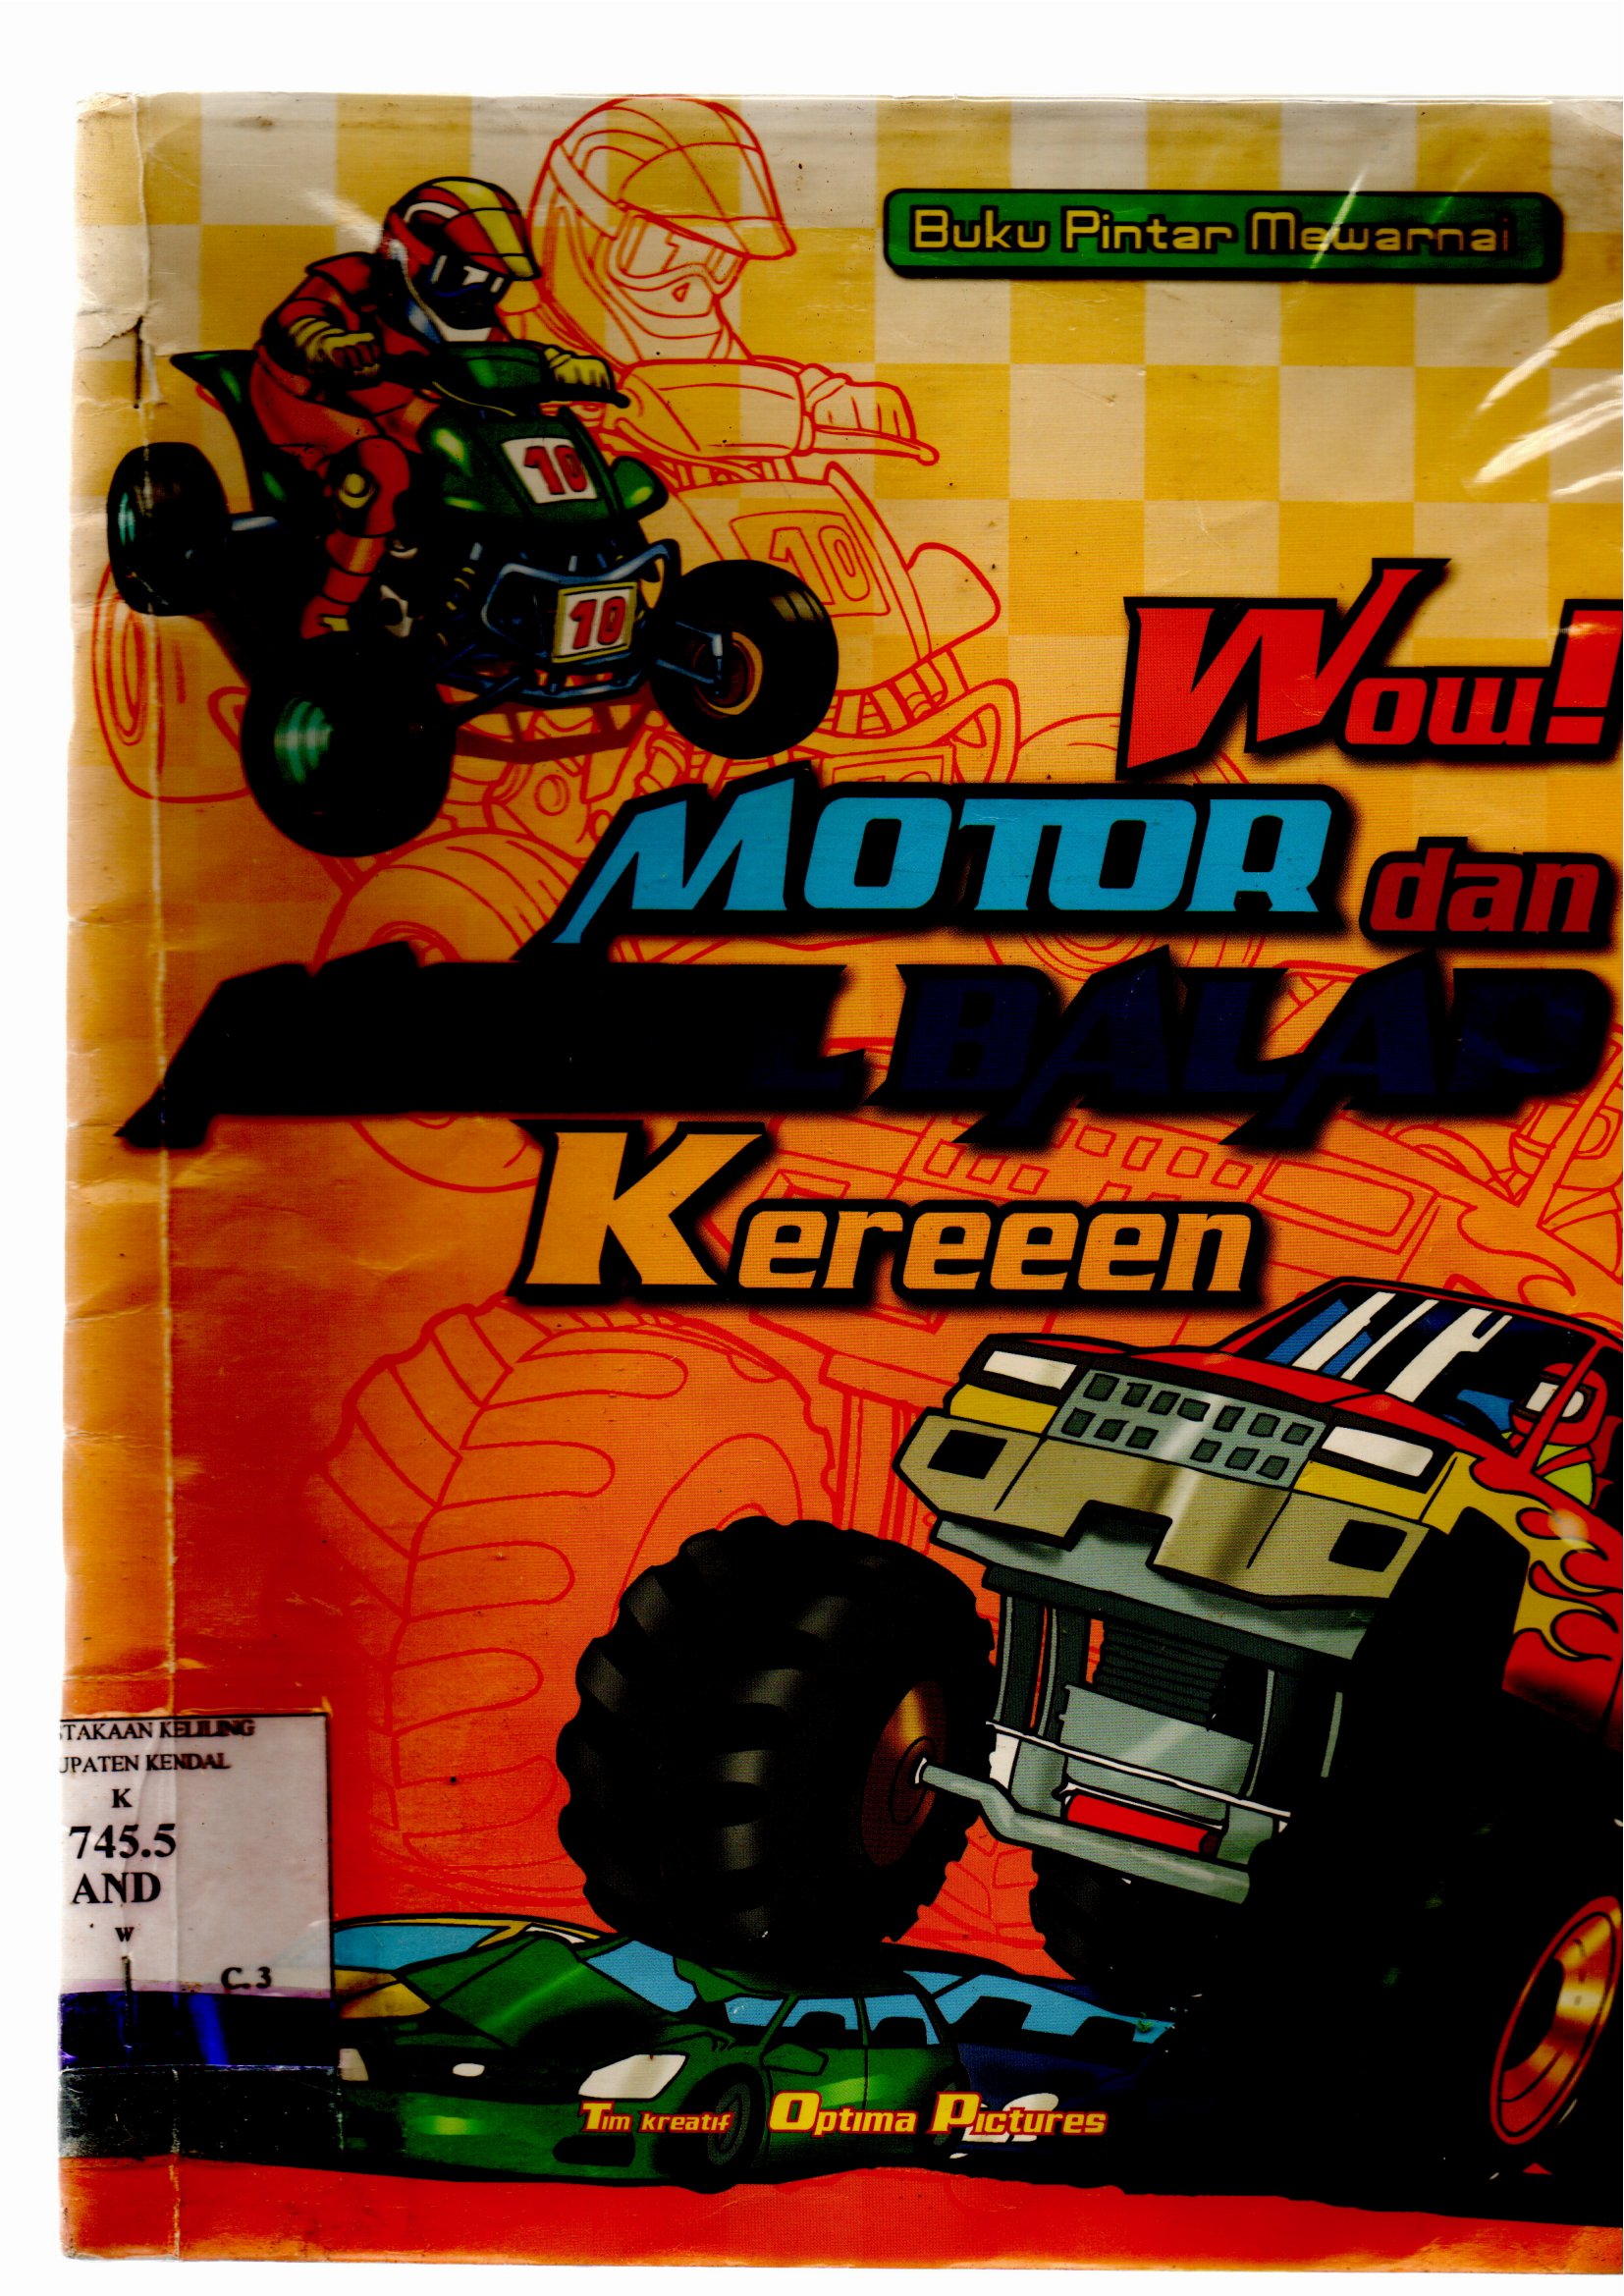 Buku Pintar Mewarnai
10
10
10
Wow!
MOTOR dan
BALAP
Kereeen
STAKAAN KELILING
UPATEN KENDAL
K
745.5
AND
w
C. 3
Tim kreatif Optima Pictures